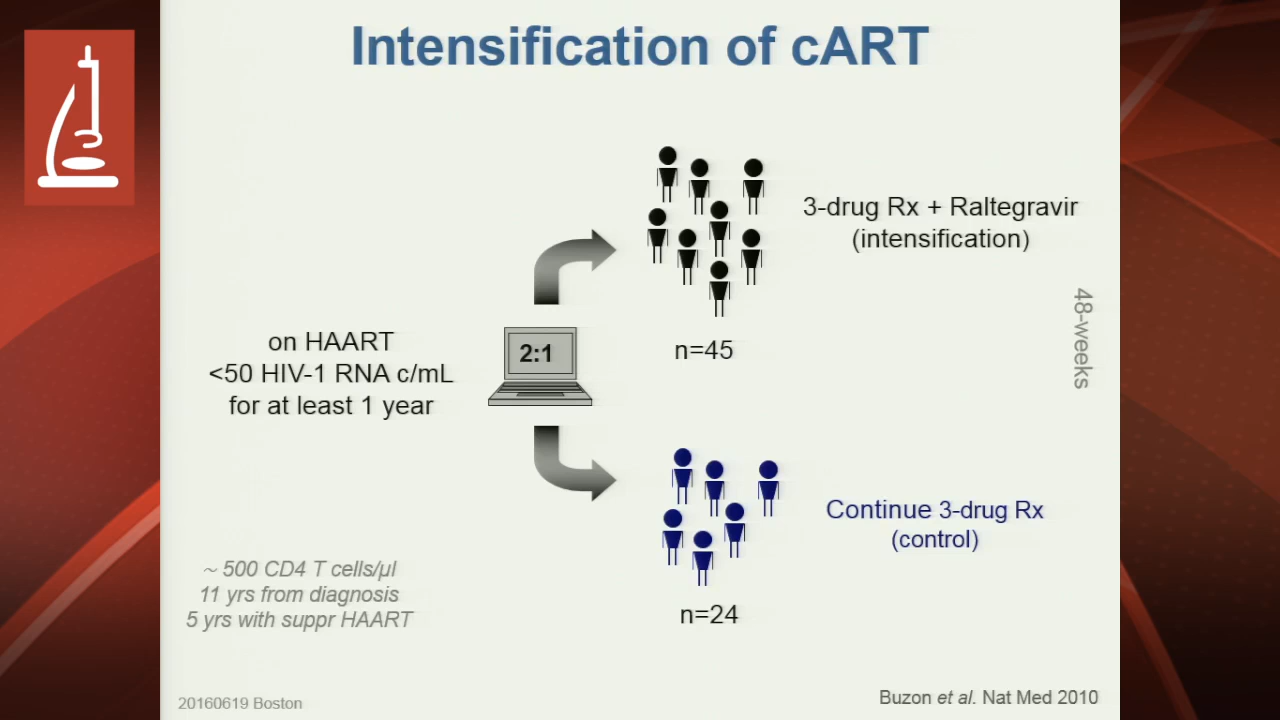 Intensification of cART
3-drug Rx + Raltegravir
(intensification)
n=45
48-weeks
on HAART
<50 HIV-1 RNA c/mL
for at least 1 year
2:1
Continue 3-drug Rx
(control)
n=24
~ 500 CD4 T cells/µl
11 yrs from diagnosis
5 yrs with suppr HAART
20160619 Boston
Buzon et al. Nat Med 2010